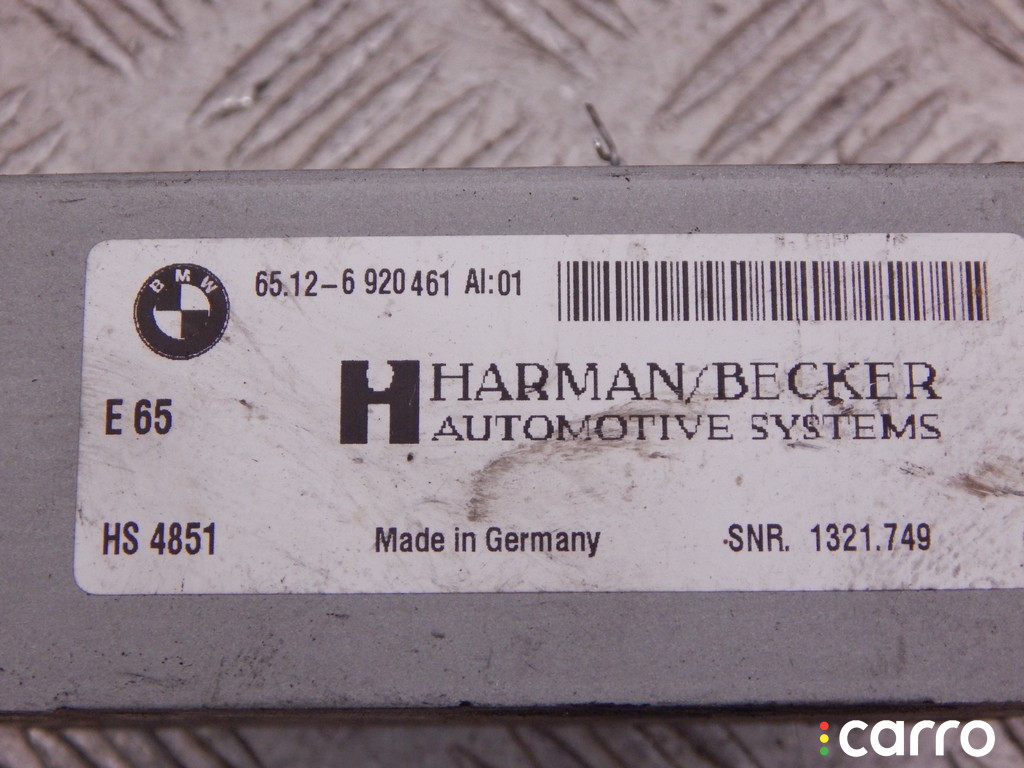 BMW
65.12-6 920461 AI:01
HARMAN/BECKER
AUTOMOTIVE SYSTEMS
E 65
HS 4851
Made in Germany
SNR. 1321.749
carro